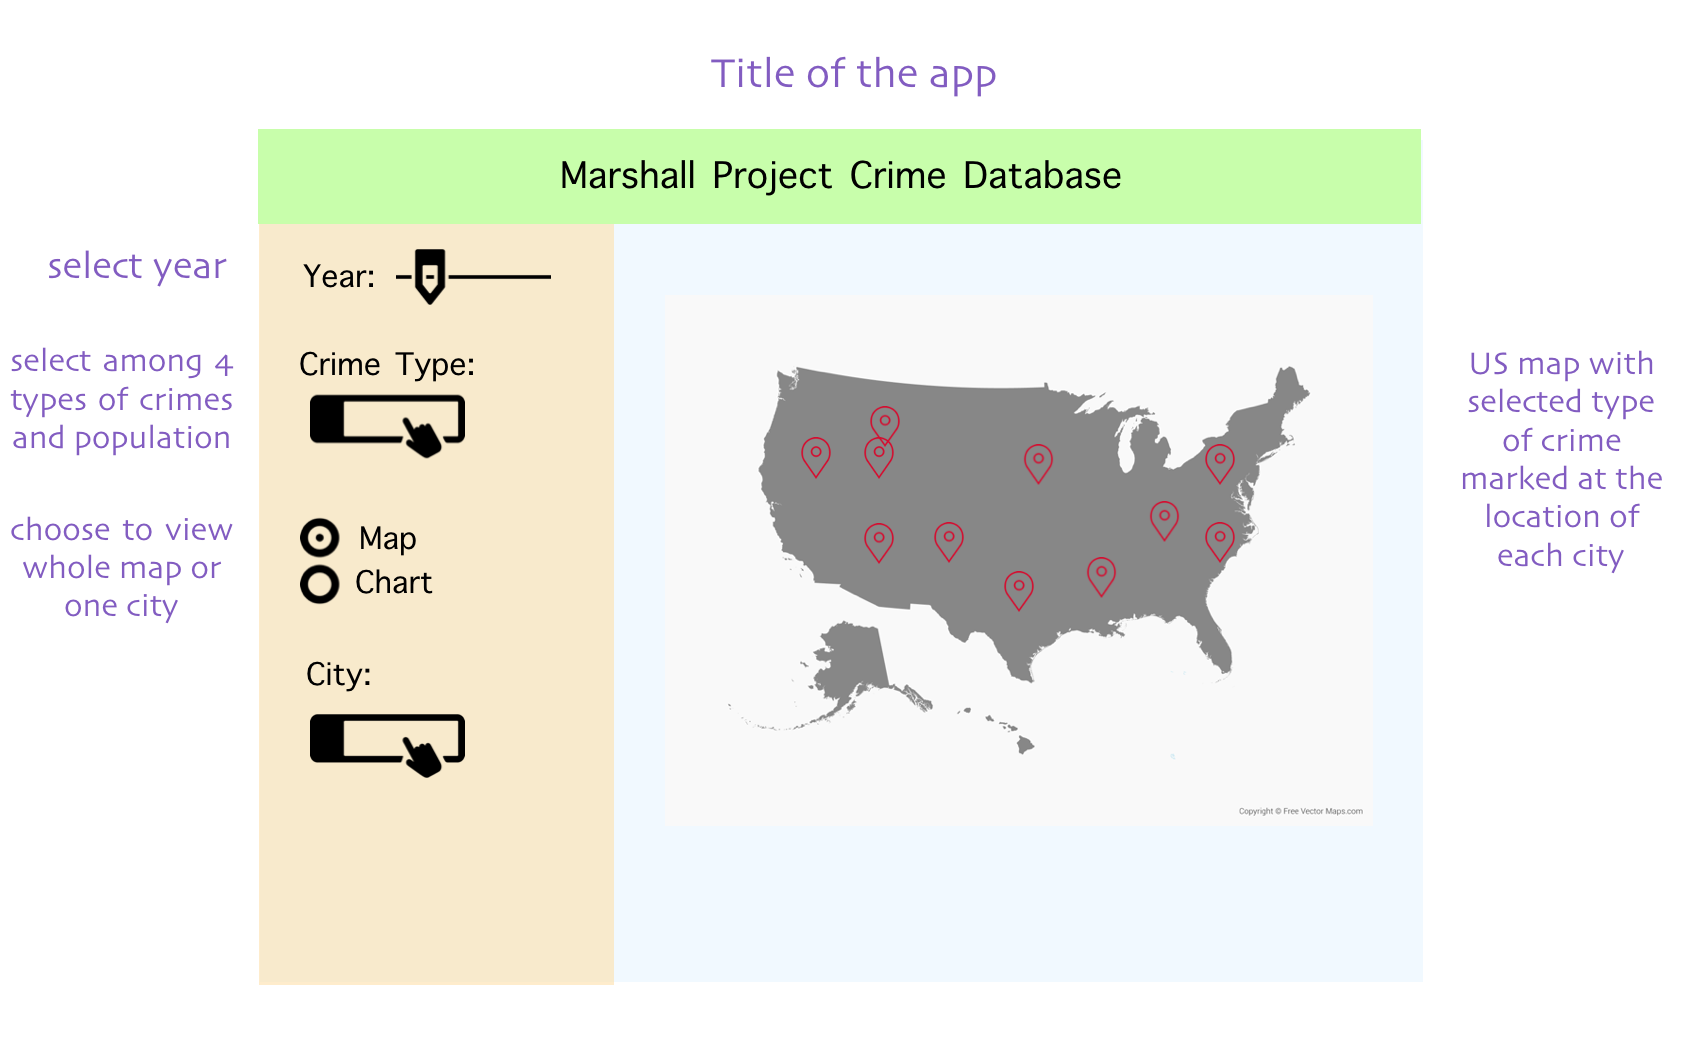 Title of the app
Marshall Project Crime Database
select year
Year:
select among 4
types of crimes
and population
Crime Type:
choose to view
whole map or
one city
Map
Chart
City:
US map with
selected type
of crime
marked at the
location of
each city
Copyright © Free Vector Maps.com